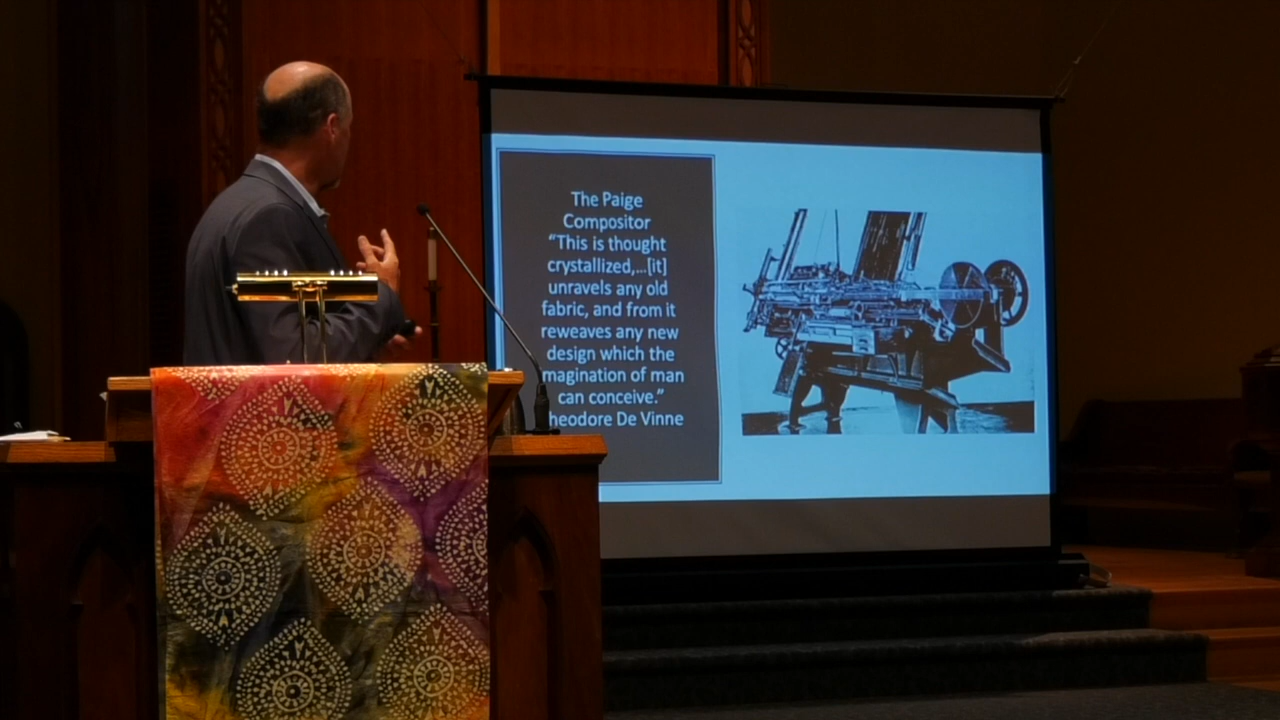 The Paige
Compositor
“This is thought
crystallized,...[it]
unravels any old
fabric, and from it
reweaves any new
design which the
magination of man
can conceive.”
heodore De Vinne